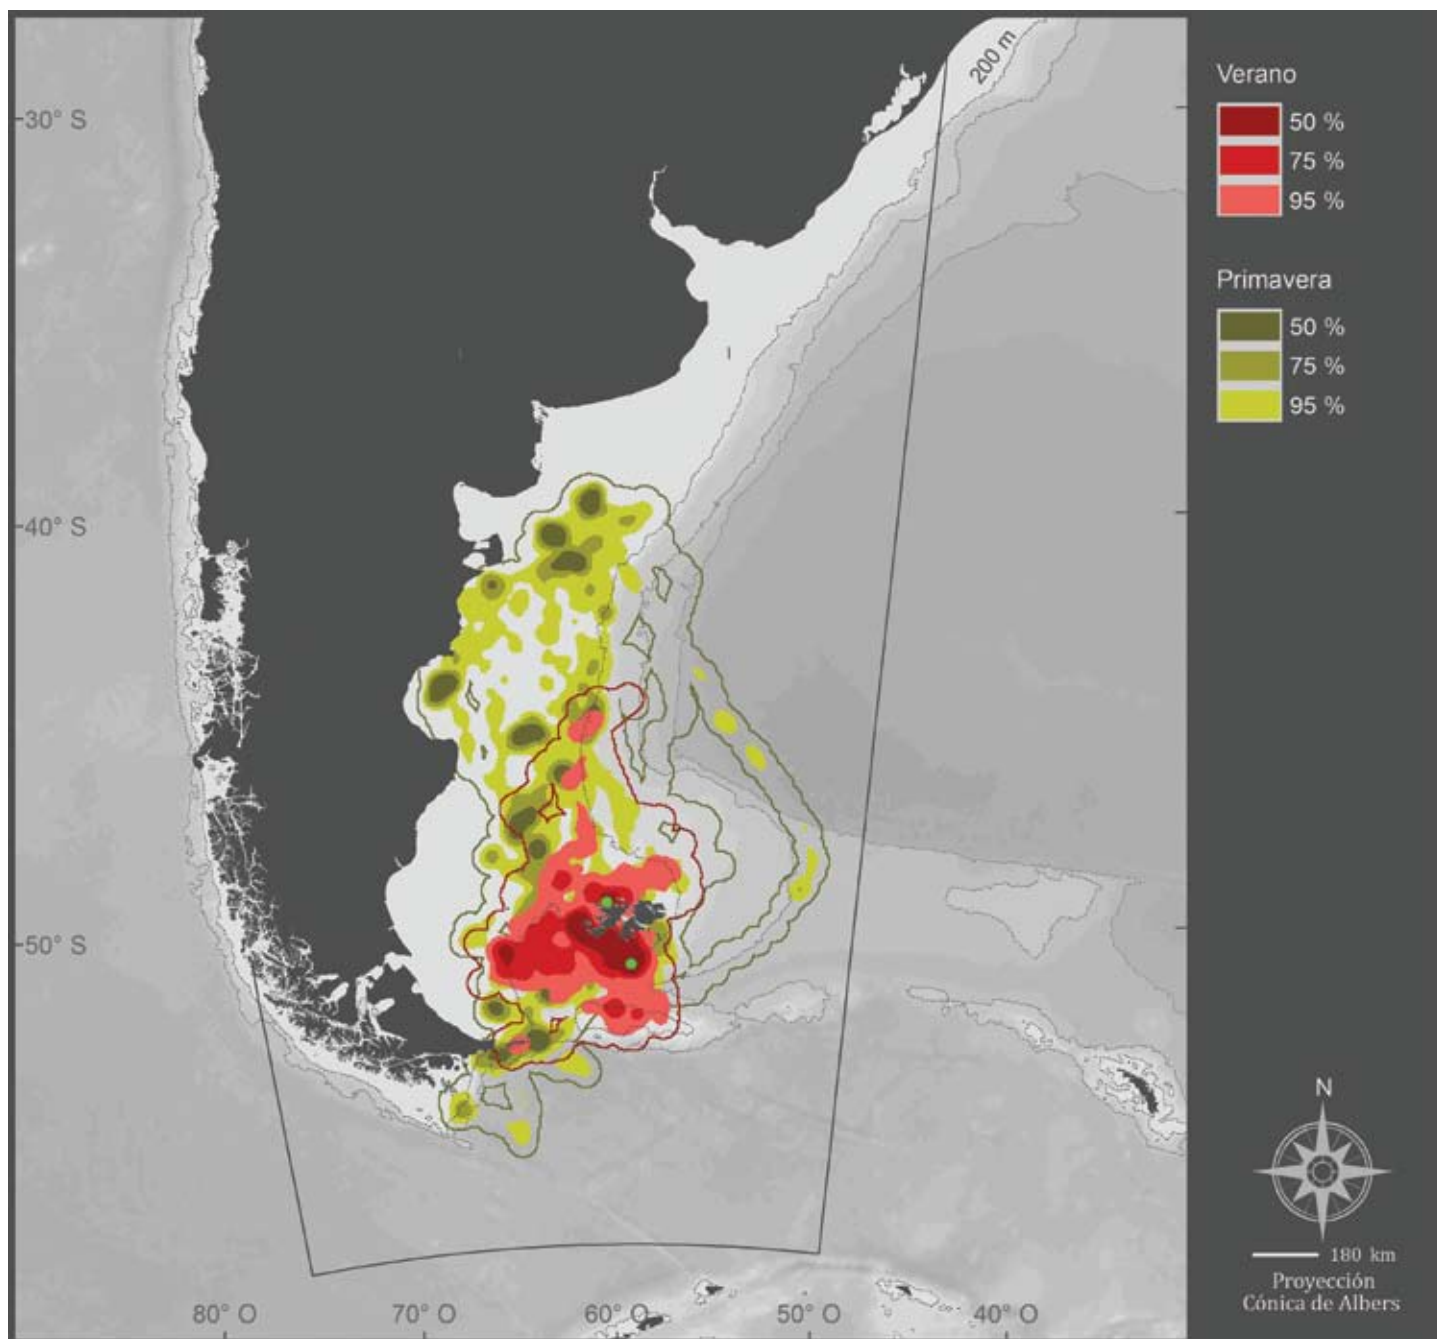 200 m
30° S
40° S
50° S
80° O
70° O
60° O
50° O
40° O
Verano
50 %
75 %
95 %
Primavera
50 %
75 %
95 %
N
180 km
Proyección
Cónica de Albers